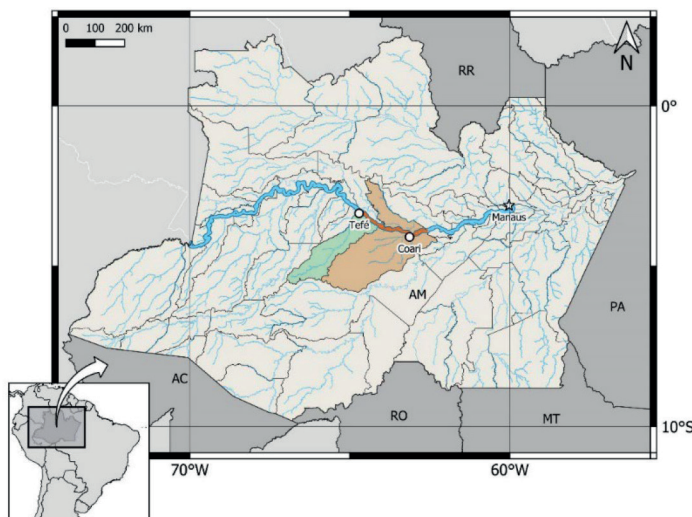 0 100 200 km
N
RR
0°
Manaus
Tefé
Coari
AM
PA
AC
RO
MT
10°S
70°W
60°W